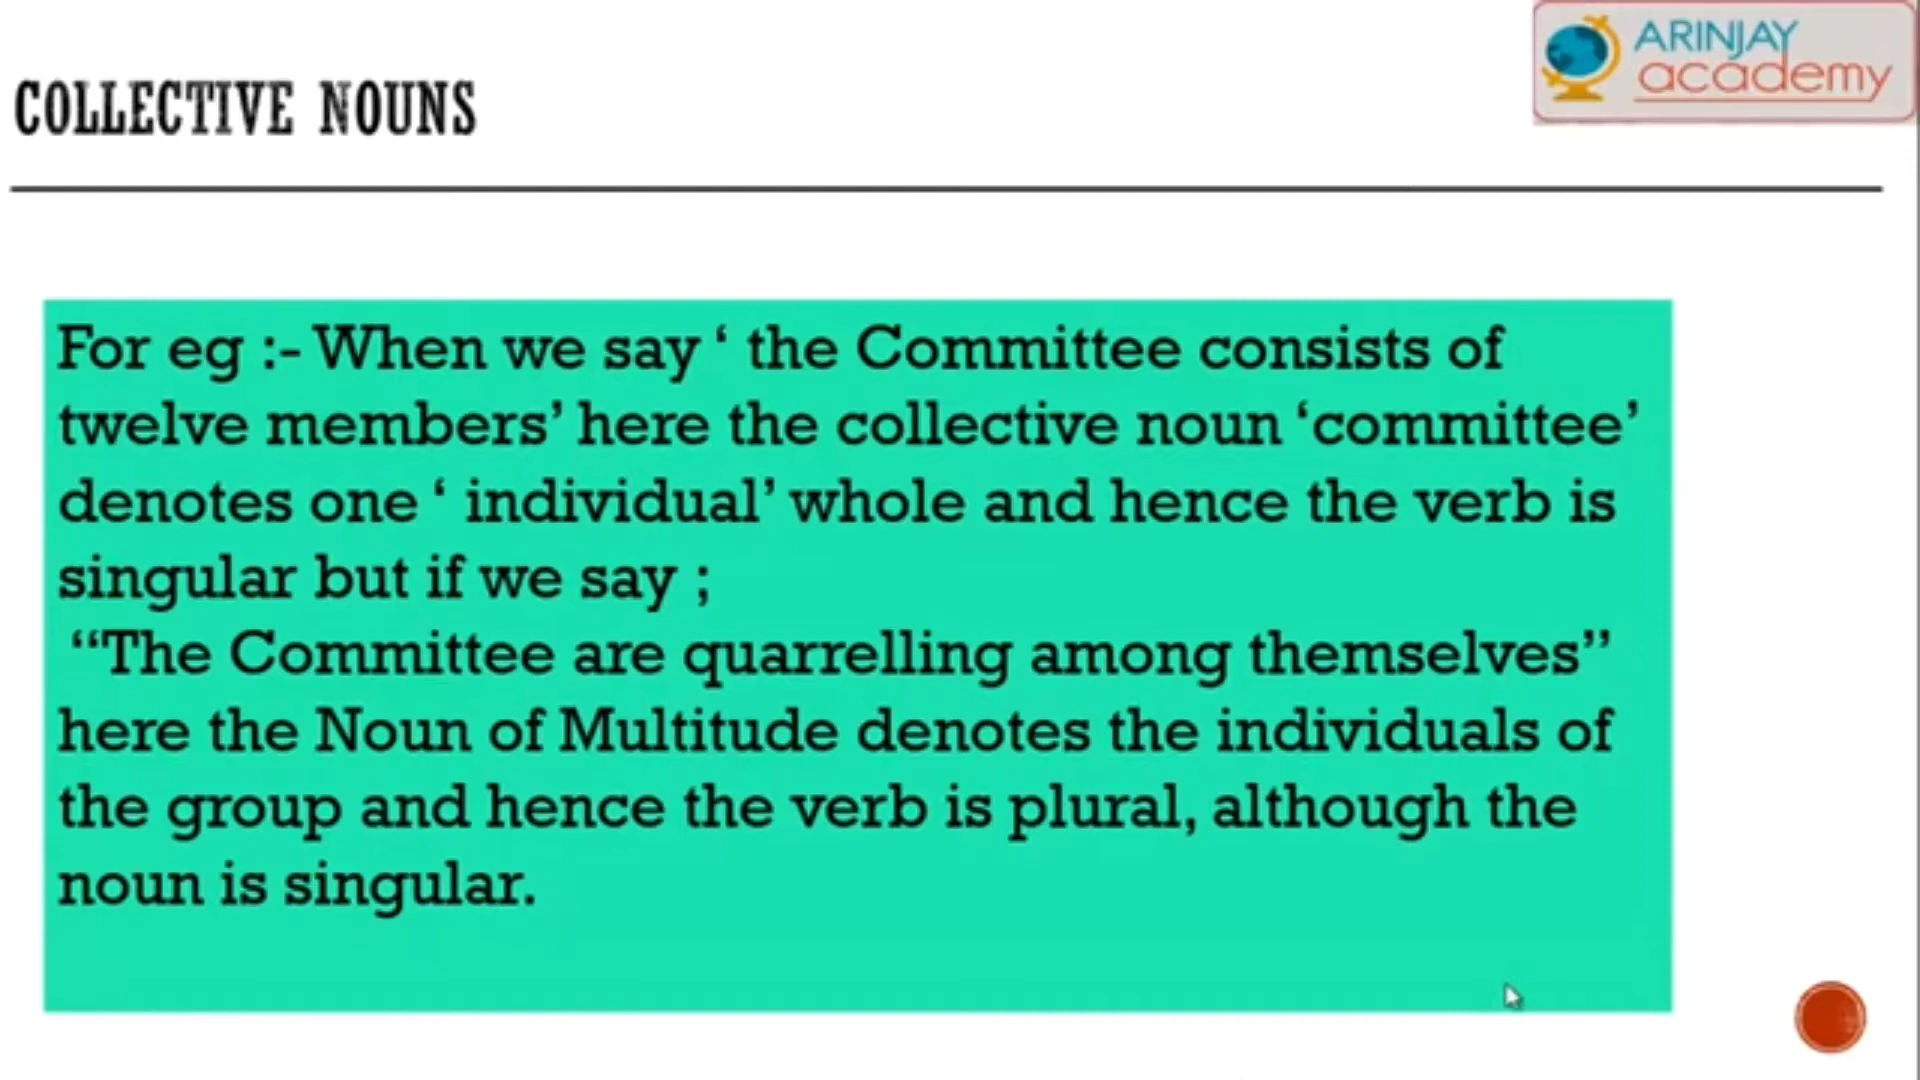 ARINJAY
academy
COLLECTIVE NOUNS
For eg :- When we say ‘ the Committee consists of
twelve members’ here the collective noun ‘committee’
denotes one ‘ individual’ whole and hence the verb is
singular but if we say ;
“The Committee are quarrelling among themselves”
here the Noun of Multitude denotes the individuals of
the group and hence the verb is plural, although the
noun is singular.